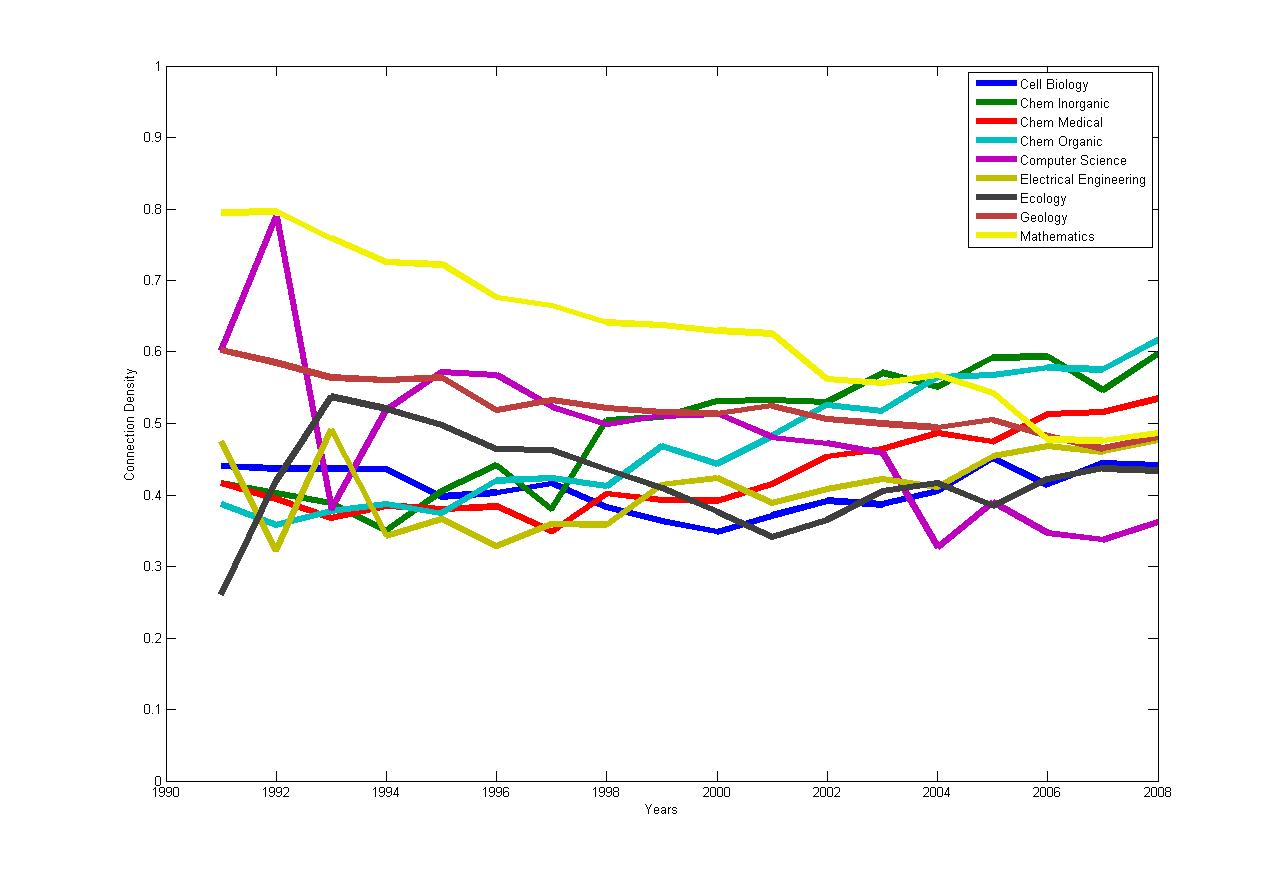 1
0.9
0.8
0.7
0.6
0.5
0.4
0.3
0.2
0.1
0
Connection Density
Cell Biology
Chem Inorganic
Chem Medical
Chem Organic
Computer Science
Electrical Engineering
Ecology
Geology
Mathematics
1990 1992 1994 1996 1998 2000 2002 2004 2006 2008
Years